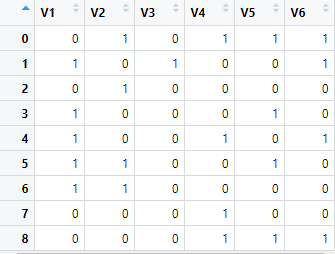 V1 V2 V3 V4 V5 V6
0 0 1 0 1 1 1
1 1 0 1 0 0 1
2 0 1 0 0 0 0
3 1 0 0 0 1 0
4 1 0 0 1 0 1
5 1 1 0 0 1 0
6 1 1 0 0 0 0
7 0 0 0 1 0 0
8 0 0 0 1 1 1